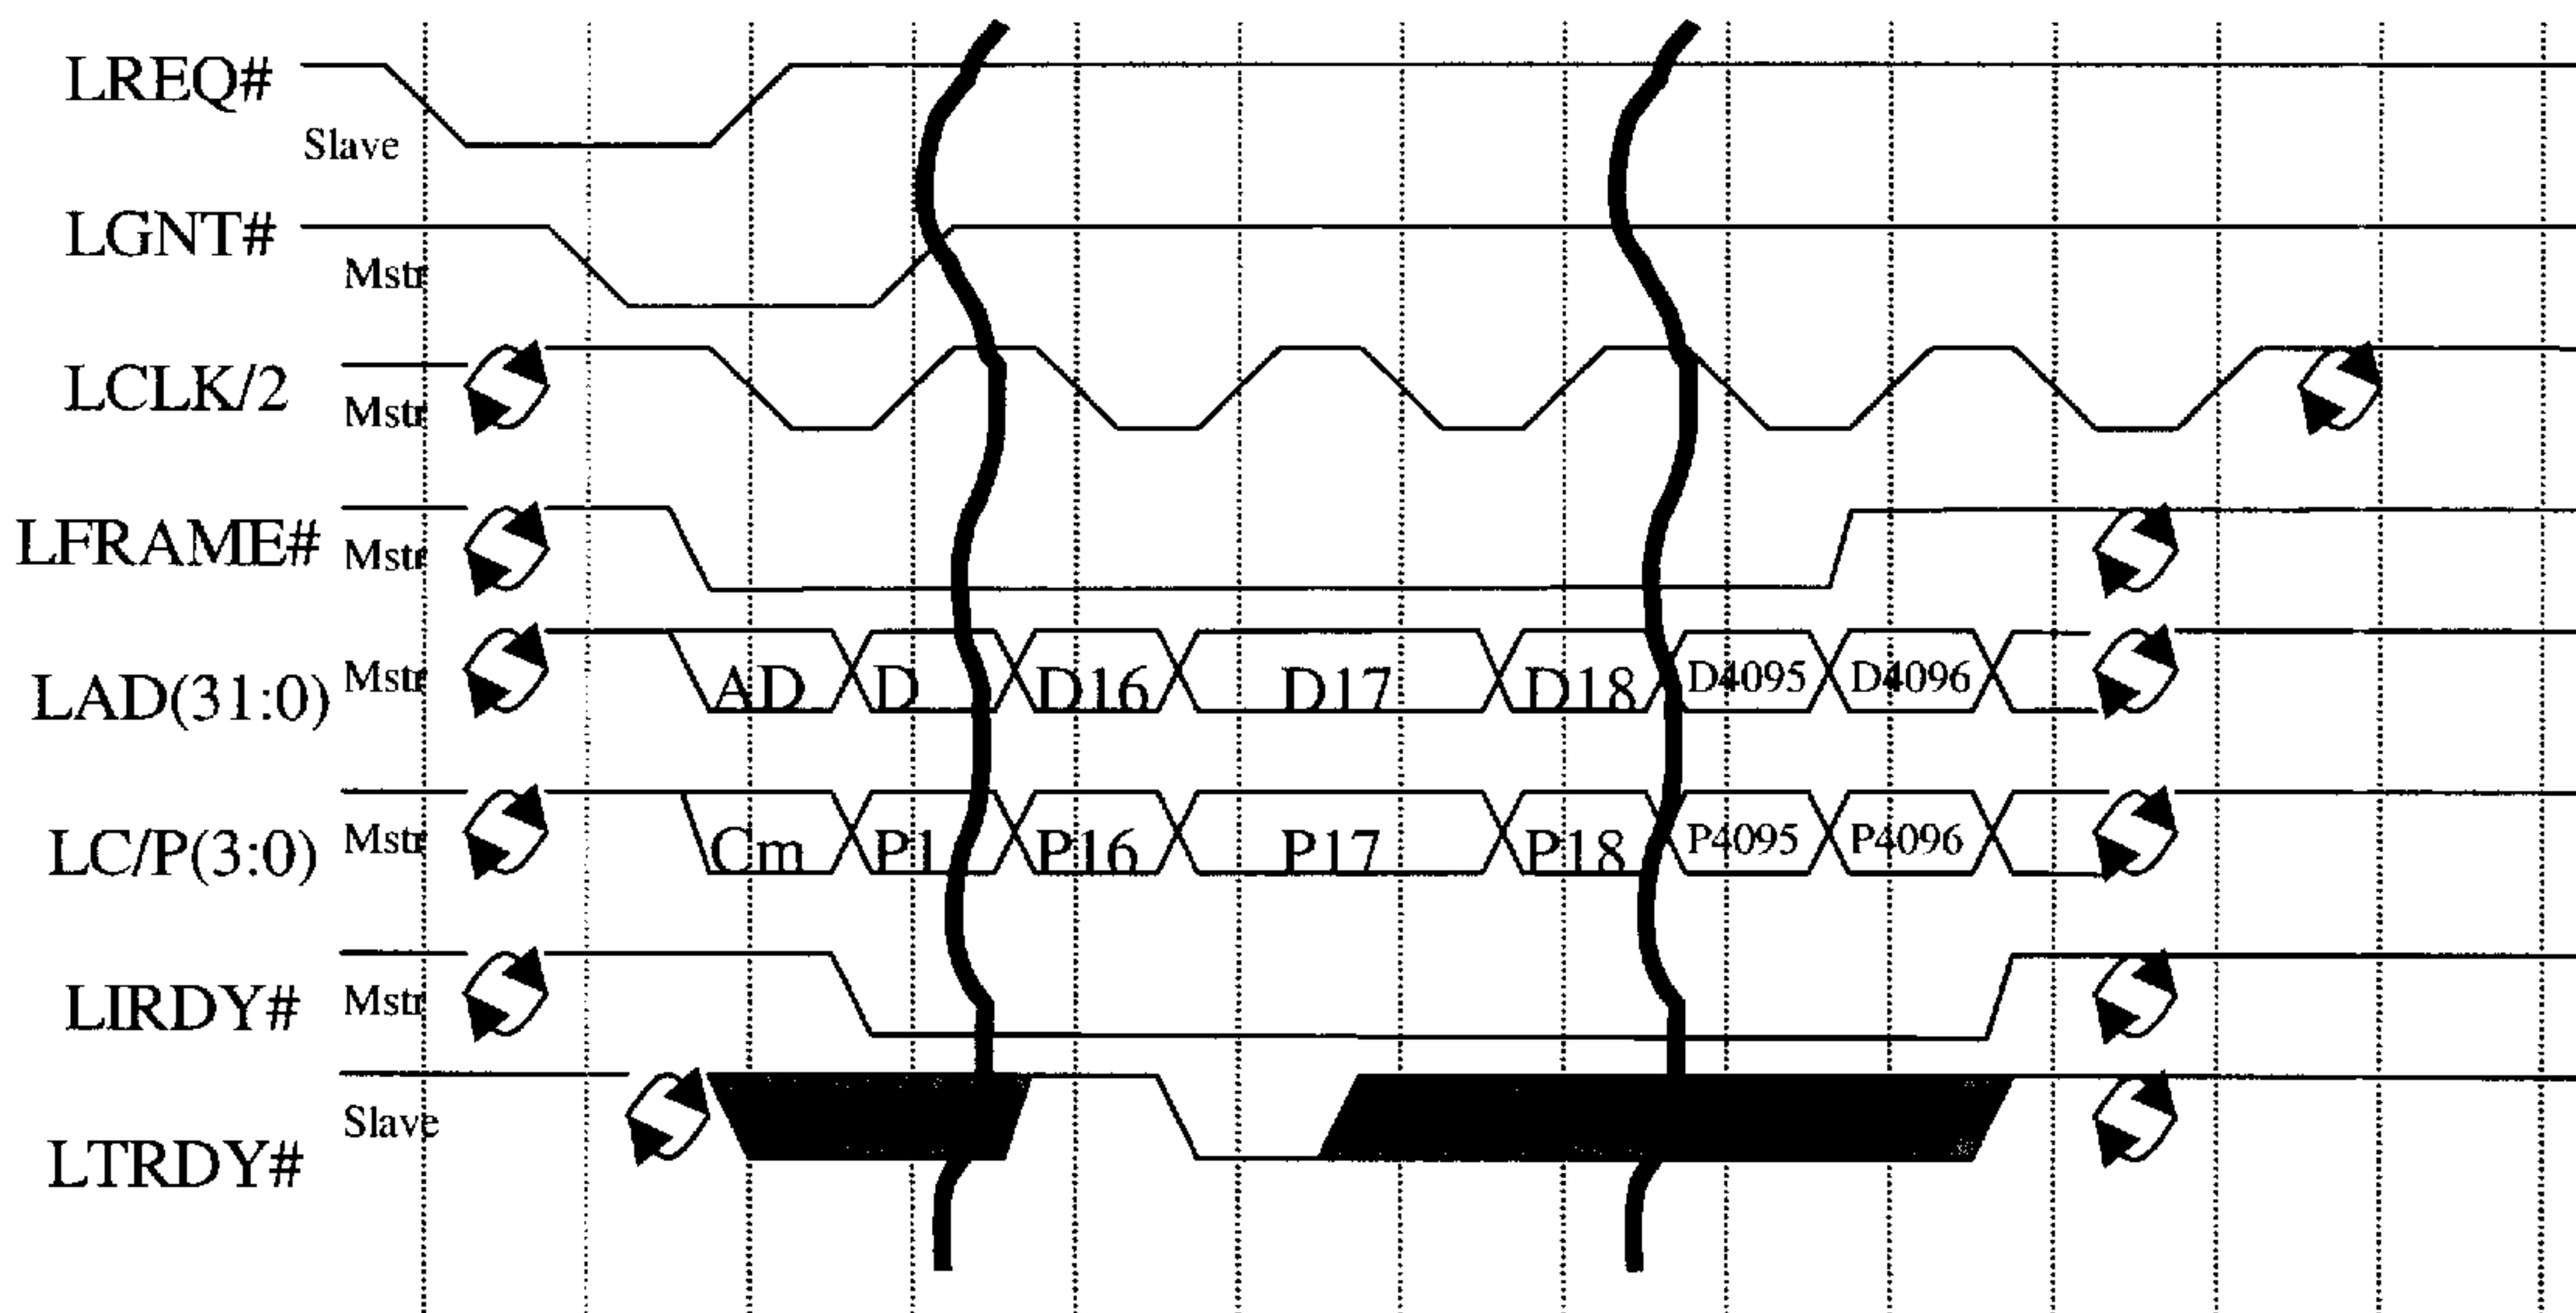 LREQ#
Slave
LGNT#
Mstr
LCLK/2
Mstr
LFRAME#
Mstr
LAD(31:0)
Mstr
AD
D
D16
D17
D18
D4095
D4096
LC/P(3:0)
Mstr
Cm
P1
P16
P17
P18
P4095
P4096
LIRDY#
Mstr
LTRDY#
Slave